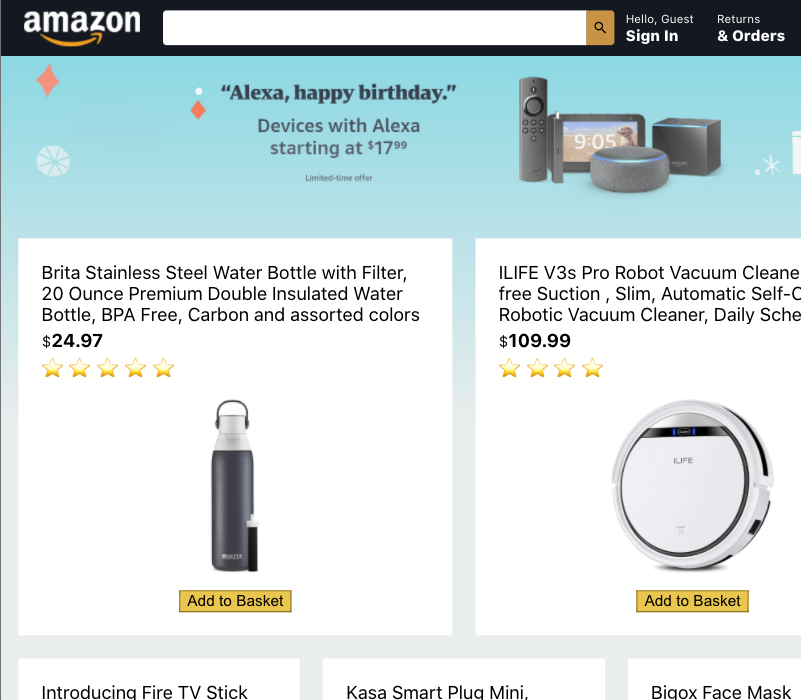 amazon
Hello, Guest
Sign In
Returns
& Orders
“Alexa, happy birthday.”
Devices with Alexa
starting at $17⁹⁹
Limited-time offer
9:05
Brita Stainless Steel Water Bottle with Filter,
20 Ounce Premium Double Insulated Water
Bottle, BPA Free, Carbon and assorted colors
$24.97
BRITA
Add to Basket
ILIFE V3s Pro Robot Vacuum Cleane
free Suction , Slim, Automatic Self-C
Robotic Vacuum Cleaner, Daily Sche
$109.99
ILIFE
Add to Basket
Introducing Fire TV Stick
Kasa Smart Plug Mini,
Bigox Face Mask